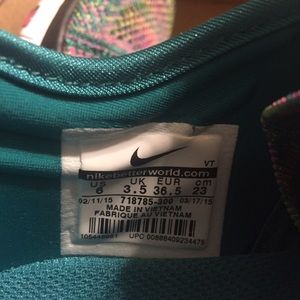 VT
nikebetterworld.com
US UK EUR cm
6 3.5 36.5 23
02/11/15 718785-300 03/17/15
MADE IN VIETNAM
FABRIQUÉ AU VIETNAM
UPC 00888409234475